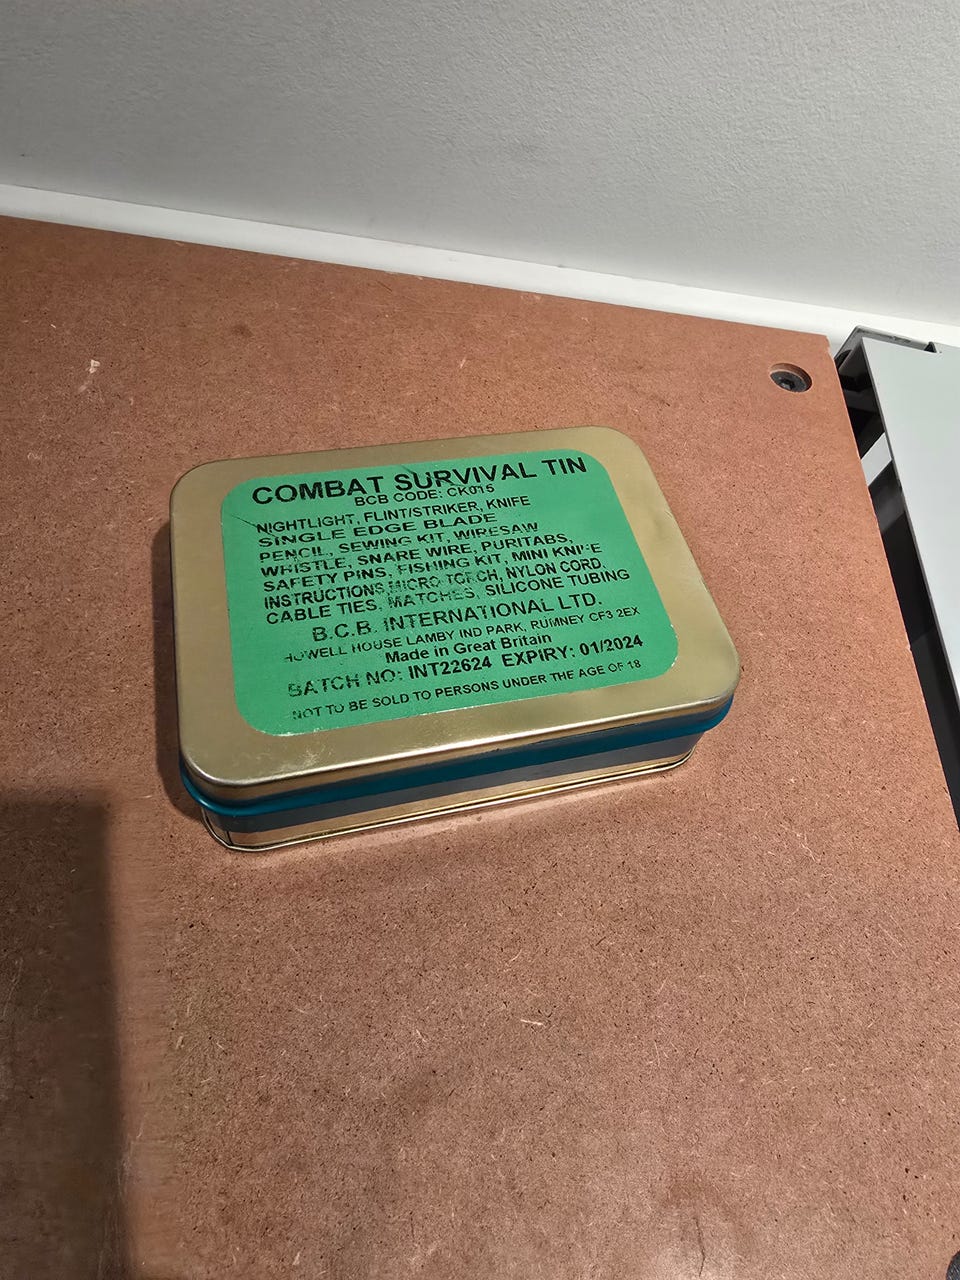 COMBAT SURVIVAL TIN
BCB CODE: CK015
NIGHTLIGHT, FLINT/STRIKER, KNIFE
SINGLE EDGE BLADE
PENCIL, SEWING KIT, WIRESAW
WHISTLE, SNARE WIRE, PURITABS,
SAFETY PINS, FISHING KIT, MINI KNIFE
INSTRUCTIONS, MICRO TORCH, NYLON CORD,
CABLE TIES, MATCHES, SILICONE TUBING
B.C.B. INTERNATIONAL LTD.
HOWELL HOUSE LAMBY IND PARK, RUMNEY CF3 2EX
Made in Great Britain
BATCH NO: INT22624 EXPIRY: 01/2024
NOT TO BE SOLD TO PERSONS UNDER THE AGE OF 18